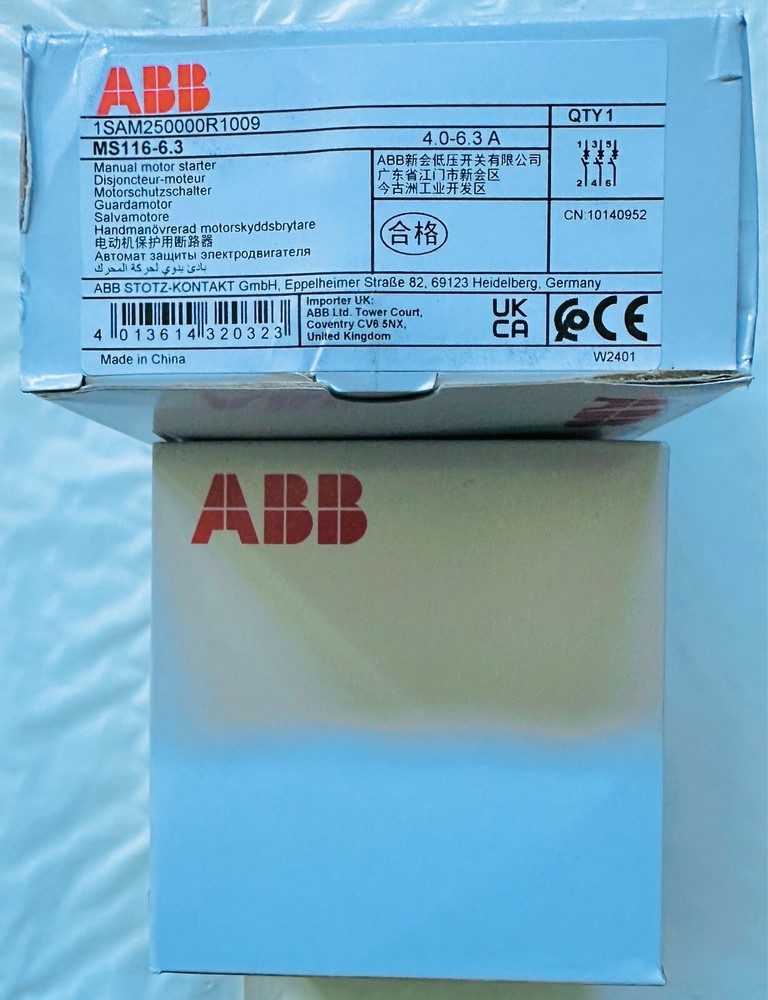 ABB
1SAM250000R1009
QTY 1
MS116-6.3
4.0-6.3 A
Manual motor starter
Disjoncteur-moteur
Motorschutzschalter
Guardamotor
Salvamotore
Handmanövrerad motorskyddsbrytare
电动机保护用断路器
Автомат защиты электродвигателя
بادئ يدوي لحركة المحرك
ABB新会低压开关有限公司
广东省江门市新会区
今古洲工业开发区
合格
1 3 5
2 4 6
CN:10140952
ABB STOTZ-KONTAKT GmbH, Eppelheimer Straße 82, 69123 Heidelberg, Germany
4 013614 320323
Importer UK:
ABB Ltd. Tower Court,
Coventry CV6 5NX,
United Kingdom
UK
CA
CE
Made in China
W2401
ABB